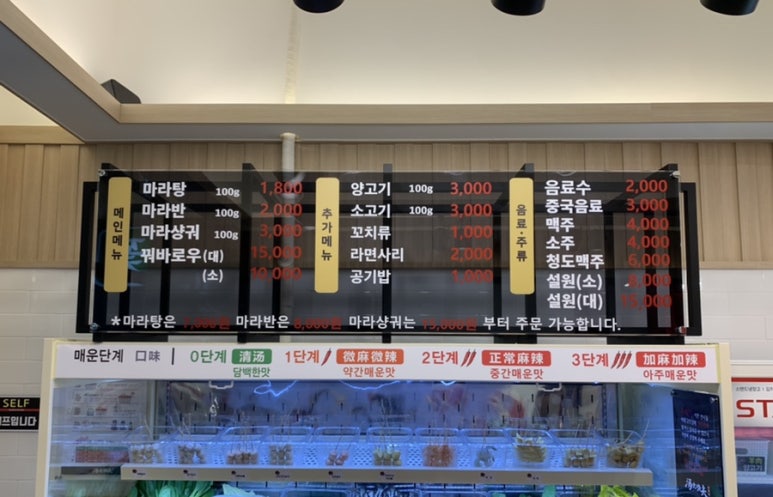 메인메뉴
마라탕 100g 1,800
마라반 100g 2,000
마라샹궈 100g 3,000
꿔바로우(대) 15,000
(소) 10,000
추가메뉴
양고기 100g 3,000
소고기 100g 3,000
꼬치류 1,000
라면사리 2,000
공기밥 1,000
음료·주류
음료수 2,000
중국음료 3,000
맥주 4,000
소주 4,000
청도맥주 6,000
설원(소) 8,000
설원(대) 15,000
*마라탕은 7,000원 마라반은 8,000원 마라샹궈는 15,000원 부터 주문 가능합니다.
매운단계 口味 | 0단계 清汤 1단계 微麻微辣 2단계 正常麻辣 3단계 加麻加辣
담백한맛 약간매운맛 중간매운맛 아주매운맛
SELF
ST